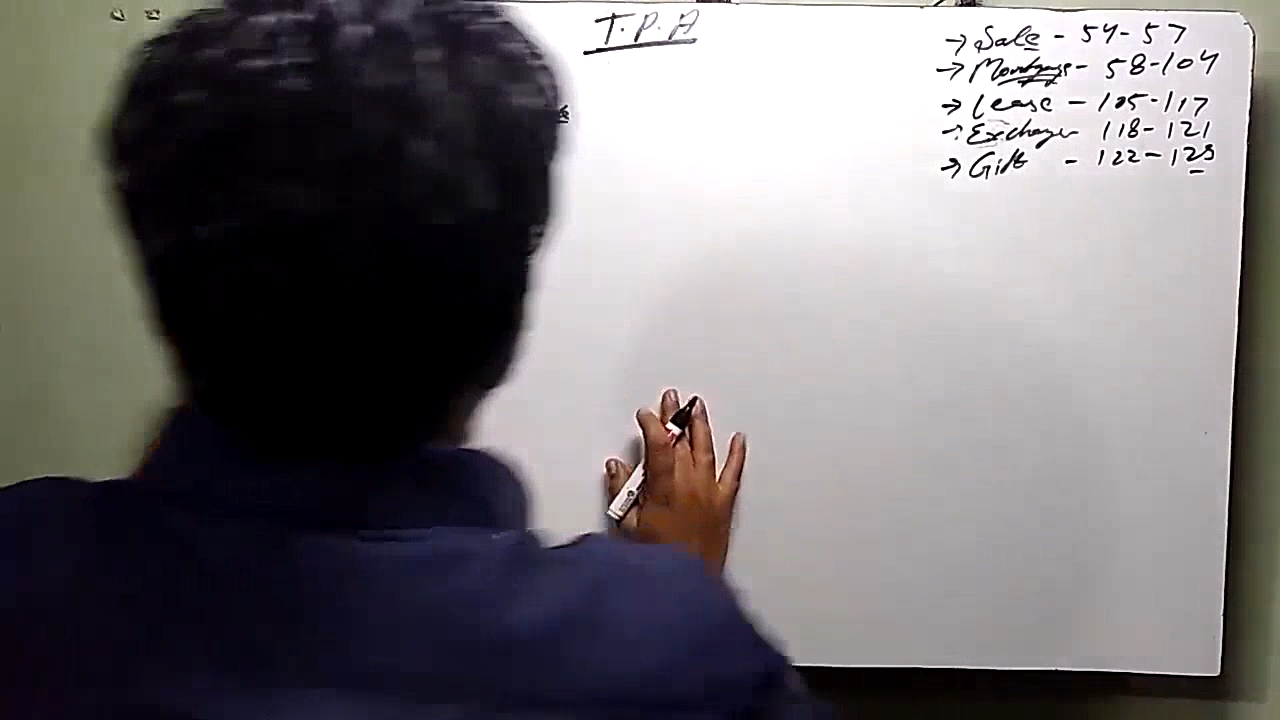 T.P.A
→ Sale - 54-57
→ Mortgage - 58-104
→ Lease - 105-117
→ Exchange 118-121
→ Gift - 122-129